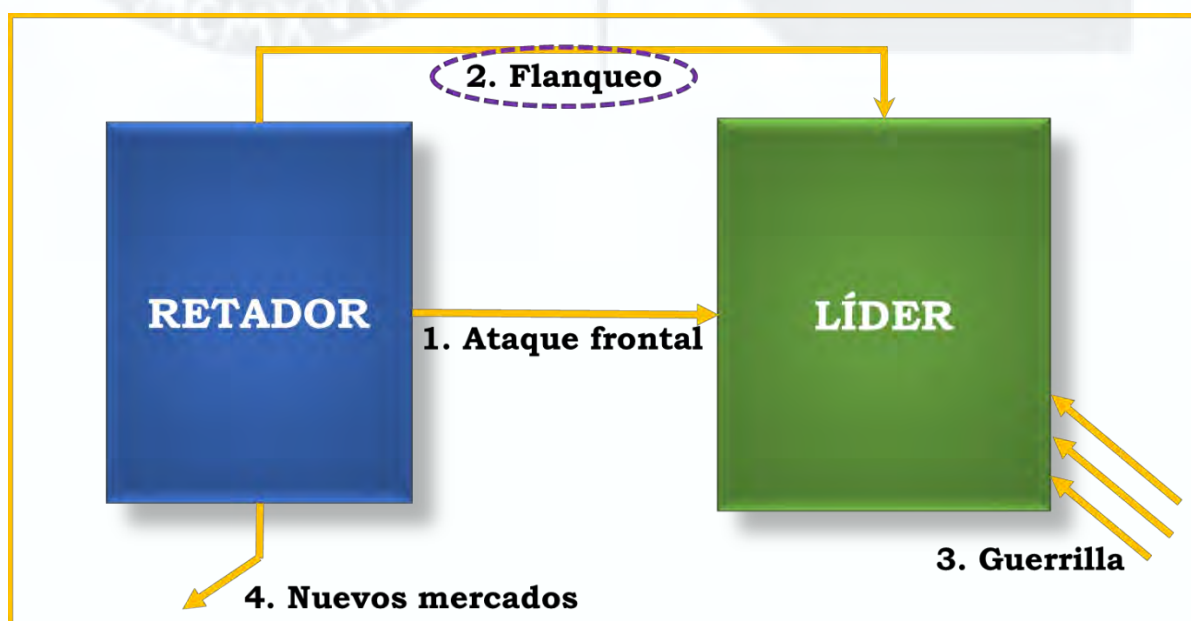 2. Flanqueo
RETADOR
LÍDER
1. Ataque frontal
3. Guerrilla
4. Nuevos mercados